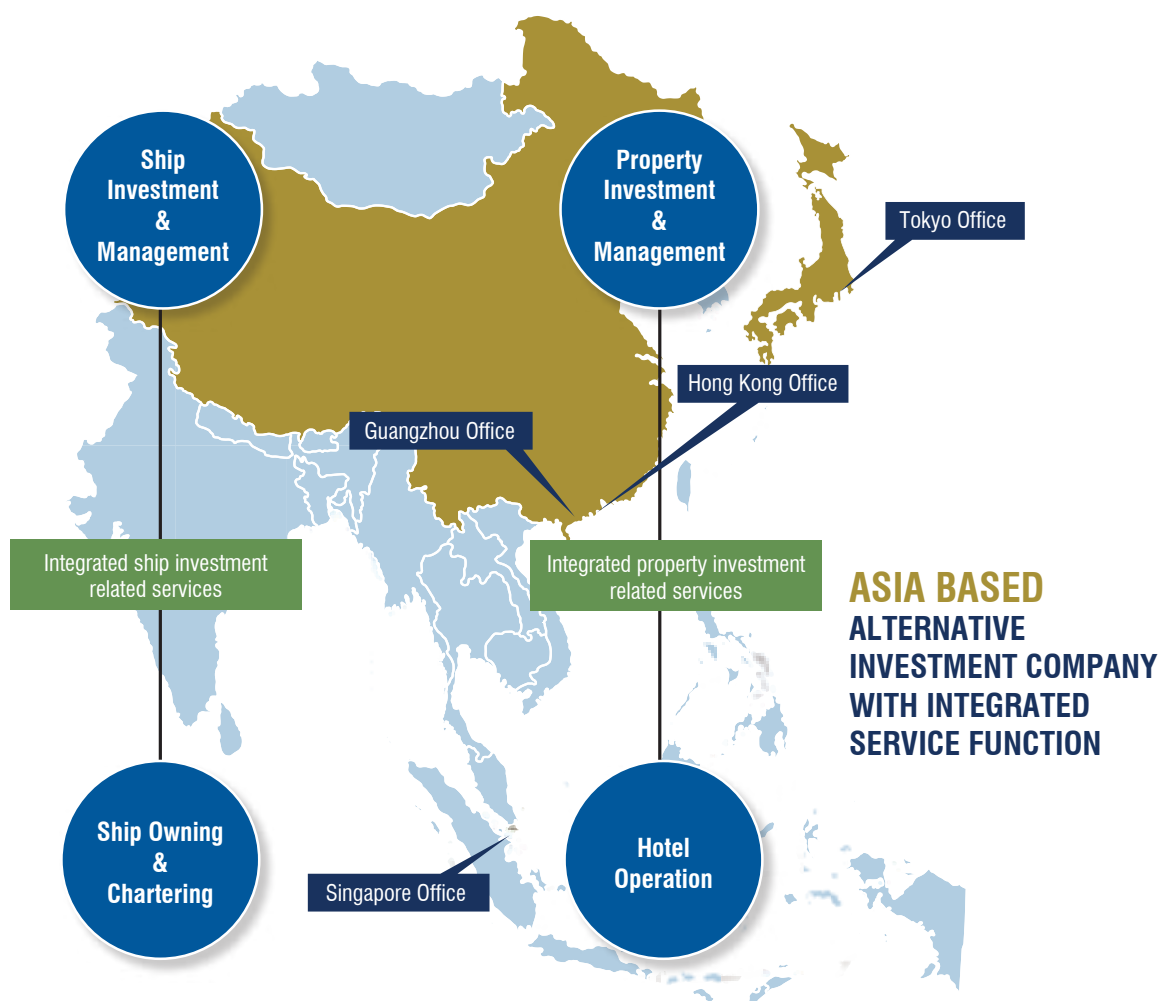 Ship
Investment
&
Management
Property
Investment
&
Management
Tokyo Office
Hong Kong Office
Guangzhou Office
Integrated ship investment
related services
Integrated property investment
related services
ASIA BASED
ALTERNATIVE
INVESTMENT COMPANY
WITH INTEGRATED
SERVICE FUNCTION
Ship Owning
&
Chartering
Hotel
Operation
Singapore Office